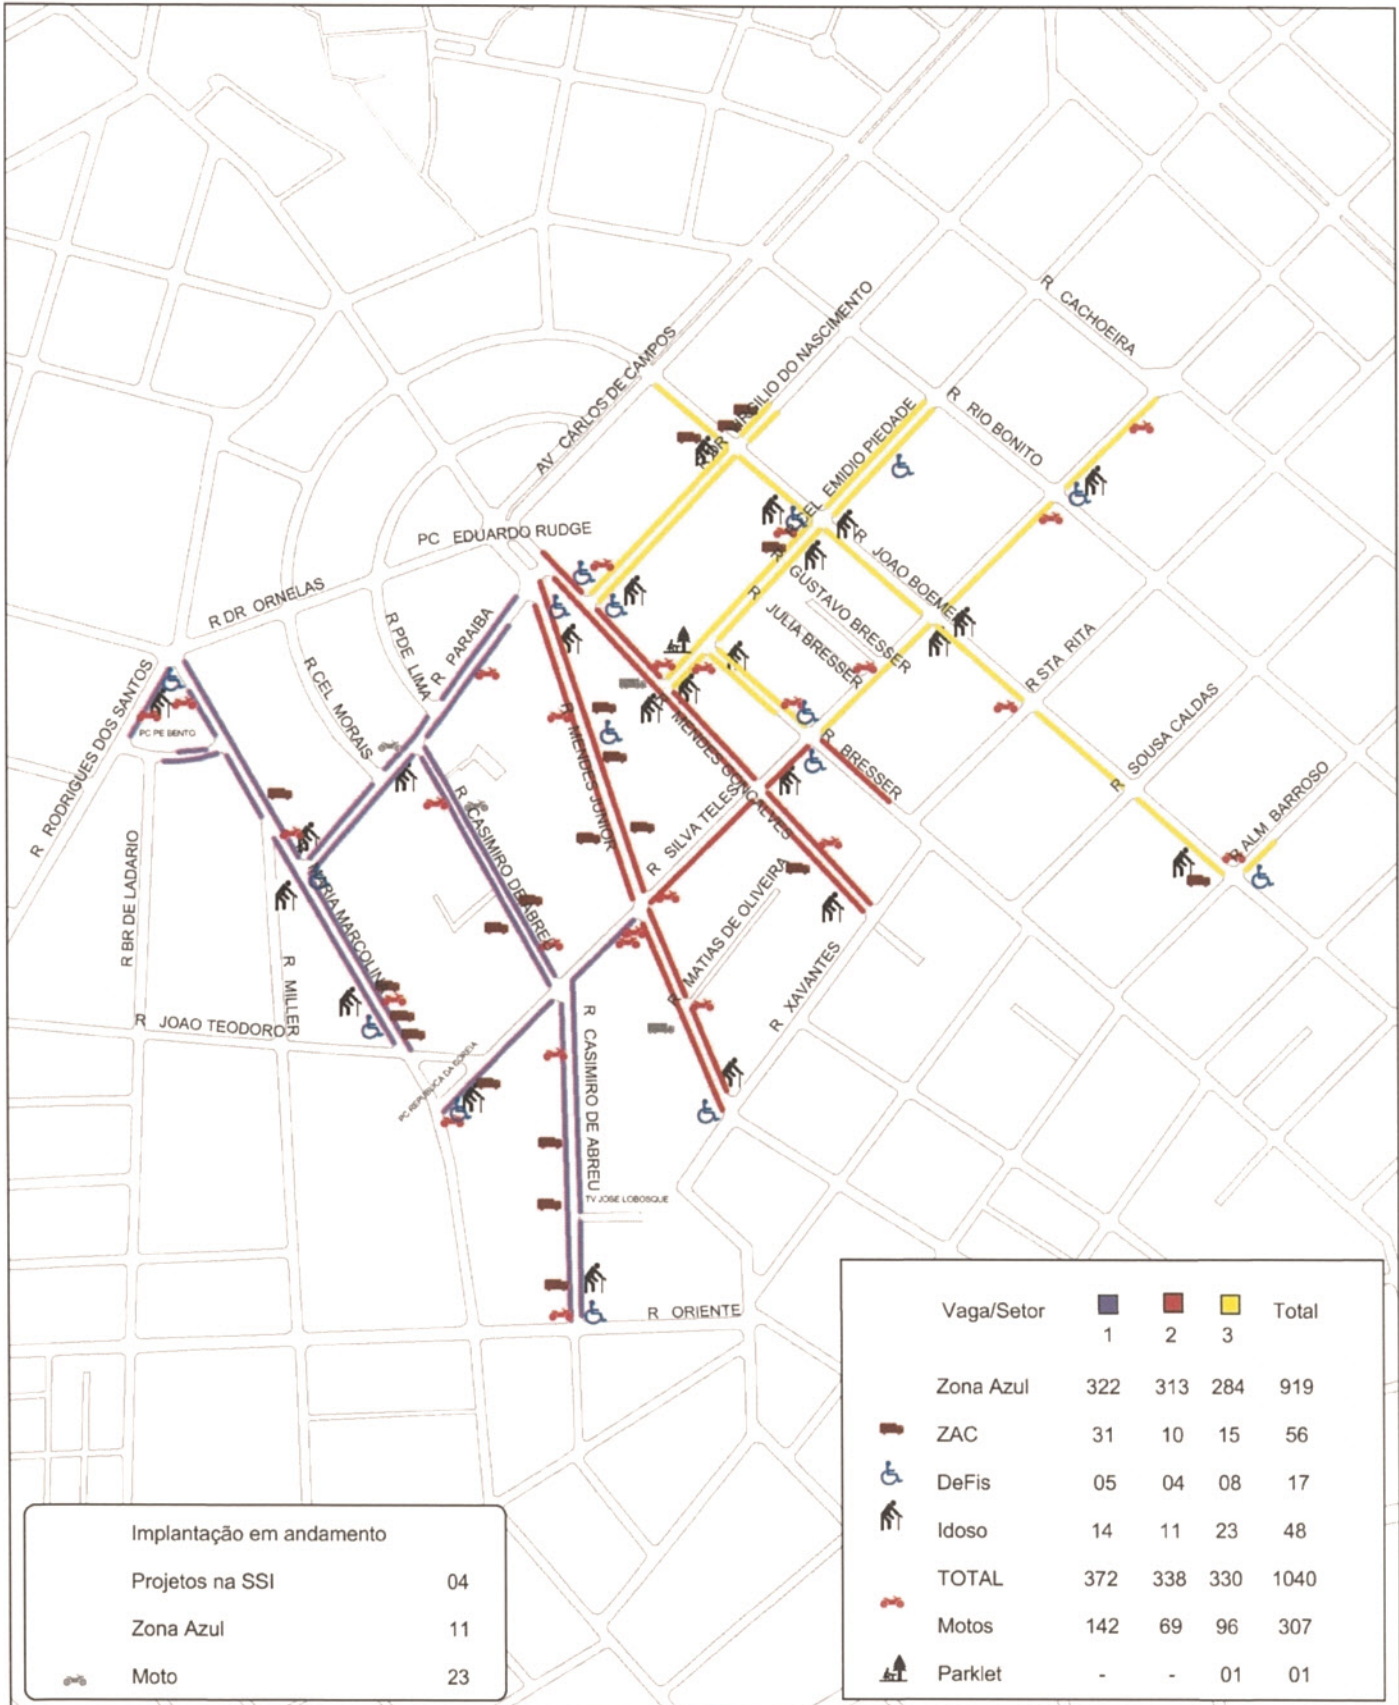 R CACHOEIRA
R DR VIRGILIO DO NASCIMENTO
AV CARLOS DE CAMPOS
R RIO BONITO
R CEL EMIDIO PIEDADE
PC EDUARDO RUDGE
R JOAO BOEMER
R GUSTAVO BRESSER
R JULIA BRESSER
R DR ORNELAS
R PARAIBA
R PDE LIMA
R CEL MORAIS
R STA RITA
R RODRIGUES DOS SANTOS
PC PE BENTO
R MENDES JUNIOR
R MENDES GONCALVES
R BRESSER
R SOUSA CALDAS
R ALM BARROSO
R SILVA TELES
R CASIMIRO DE ABREU
R BR DE LADARIO
MARIA MARCOLINA
R MATIAS DE OLIVEIRA
R XAVANTES
R MILLER
R JOAO TEODORO
PC REPUBLICA DA COREIA
R CASIMIRO DE ABREU
TV JOSE LOBOSQUE
R ORIENTE
Vaga/Setor 1 2 3 Total
Zona Azul 322 313 284 919
ZAC 31 10 15 56
DeFis 05 04 08 17
Idoso 14 11 23 48
TOTAL 372 338 330 1040
Motos 142 69 96 307
Parklet - - 01 01
Implantação em andamento
Projetos na SSI 04
Zona Azul 11
Moto 23